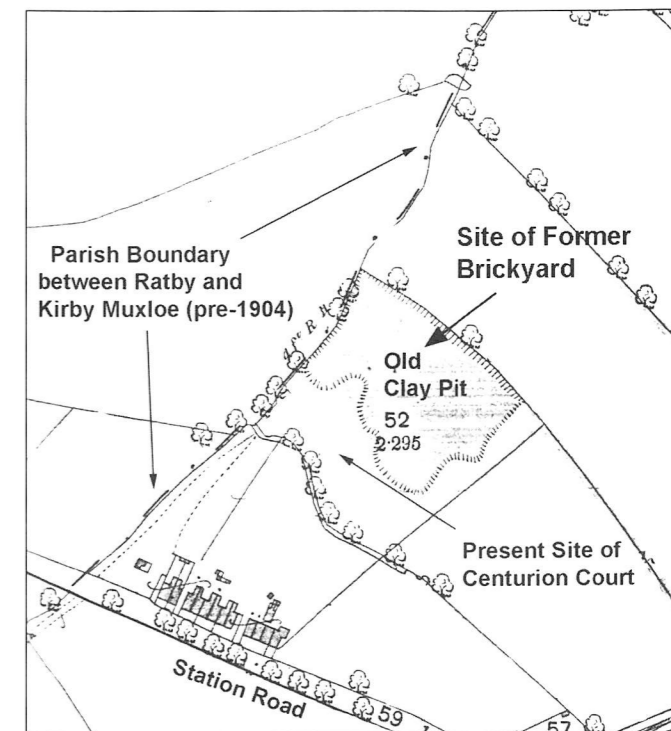 Parish Boundary
between Ratby and
Kirby Muxloe (pre-1904)
Site of Former
Brickyard
4ft R.H.
Old
Clay Pit
52
2·295
Present Site of
Centurion Court
Station Road
59
57